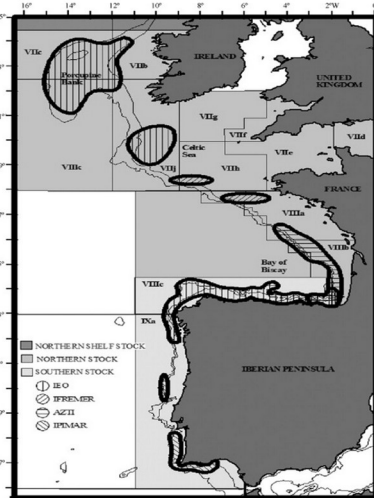 16° 14° 12° 10° 8° 6° 4° 2° 0°
VIIc
VIIb
IRELAND
Porcupine
Bank
UNITED
KINGDOM
VIIg
VIIf
VIId
Celtic
Sea
VIIe
VIIk
VIIj
VIIh
FRANCE
VIIIa
VIIIb
Bay of
Biscay
VIIIc
IXa
NORTHERN SHELF STOCK
NORTHERN STOCK
SOUTHERN STOCK
IEO
IBERIAN PENINSULA
IFREMER
AZTI
IPIMAR